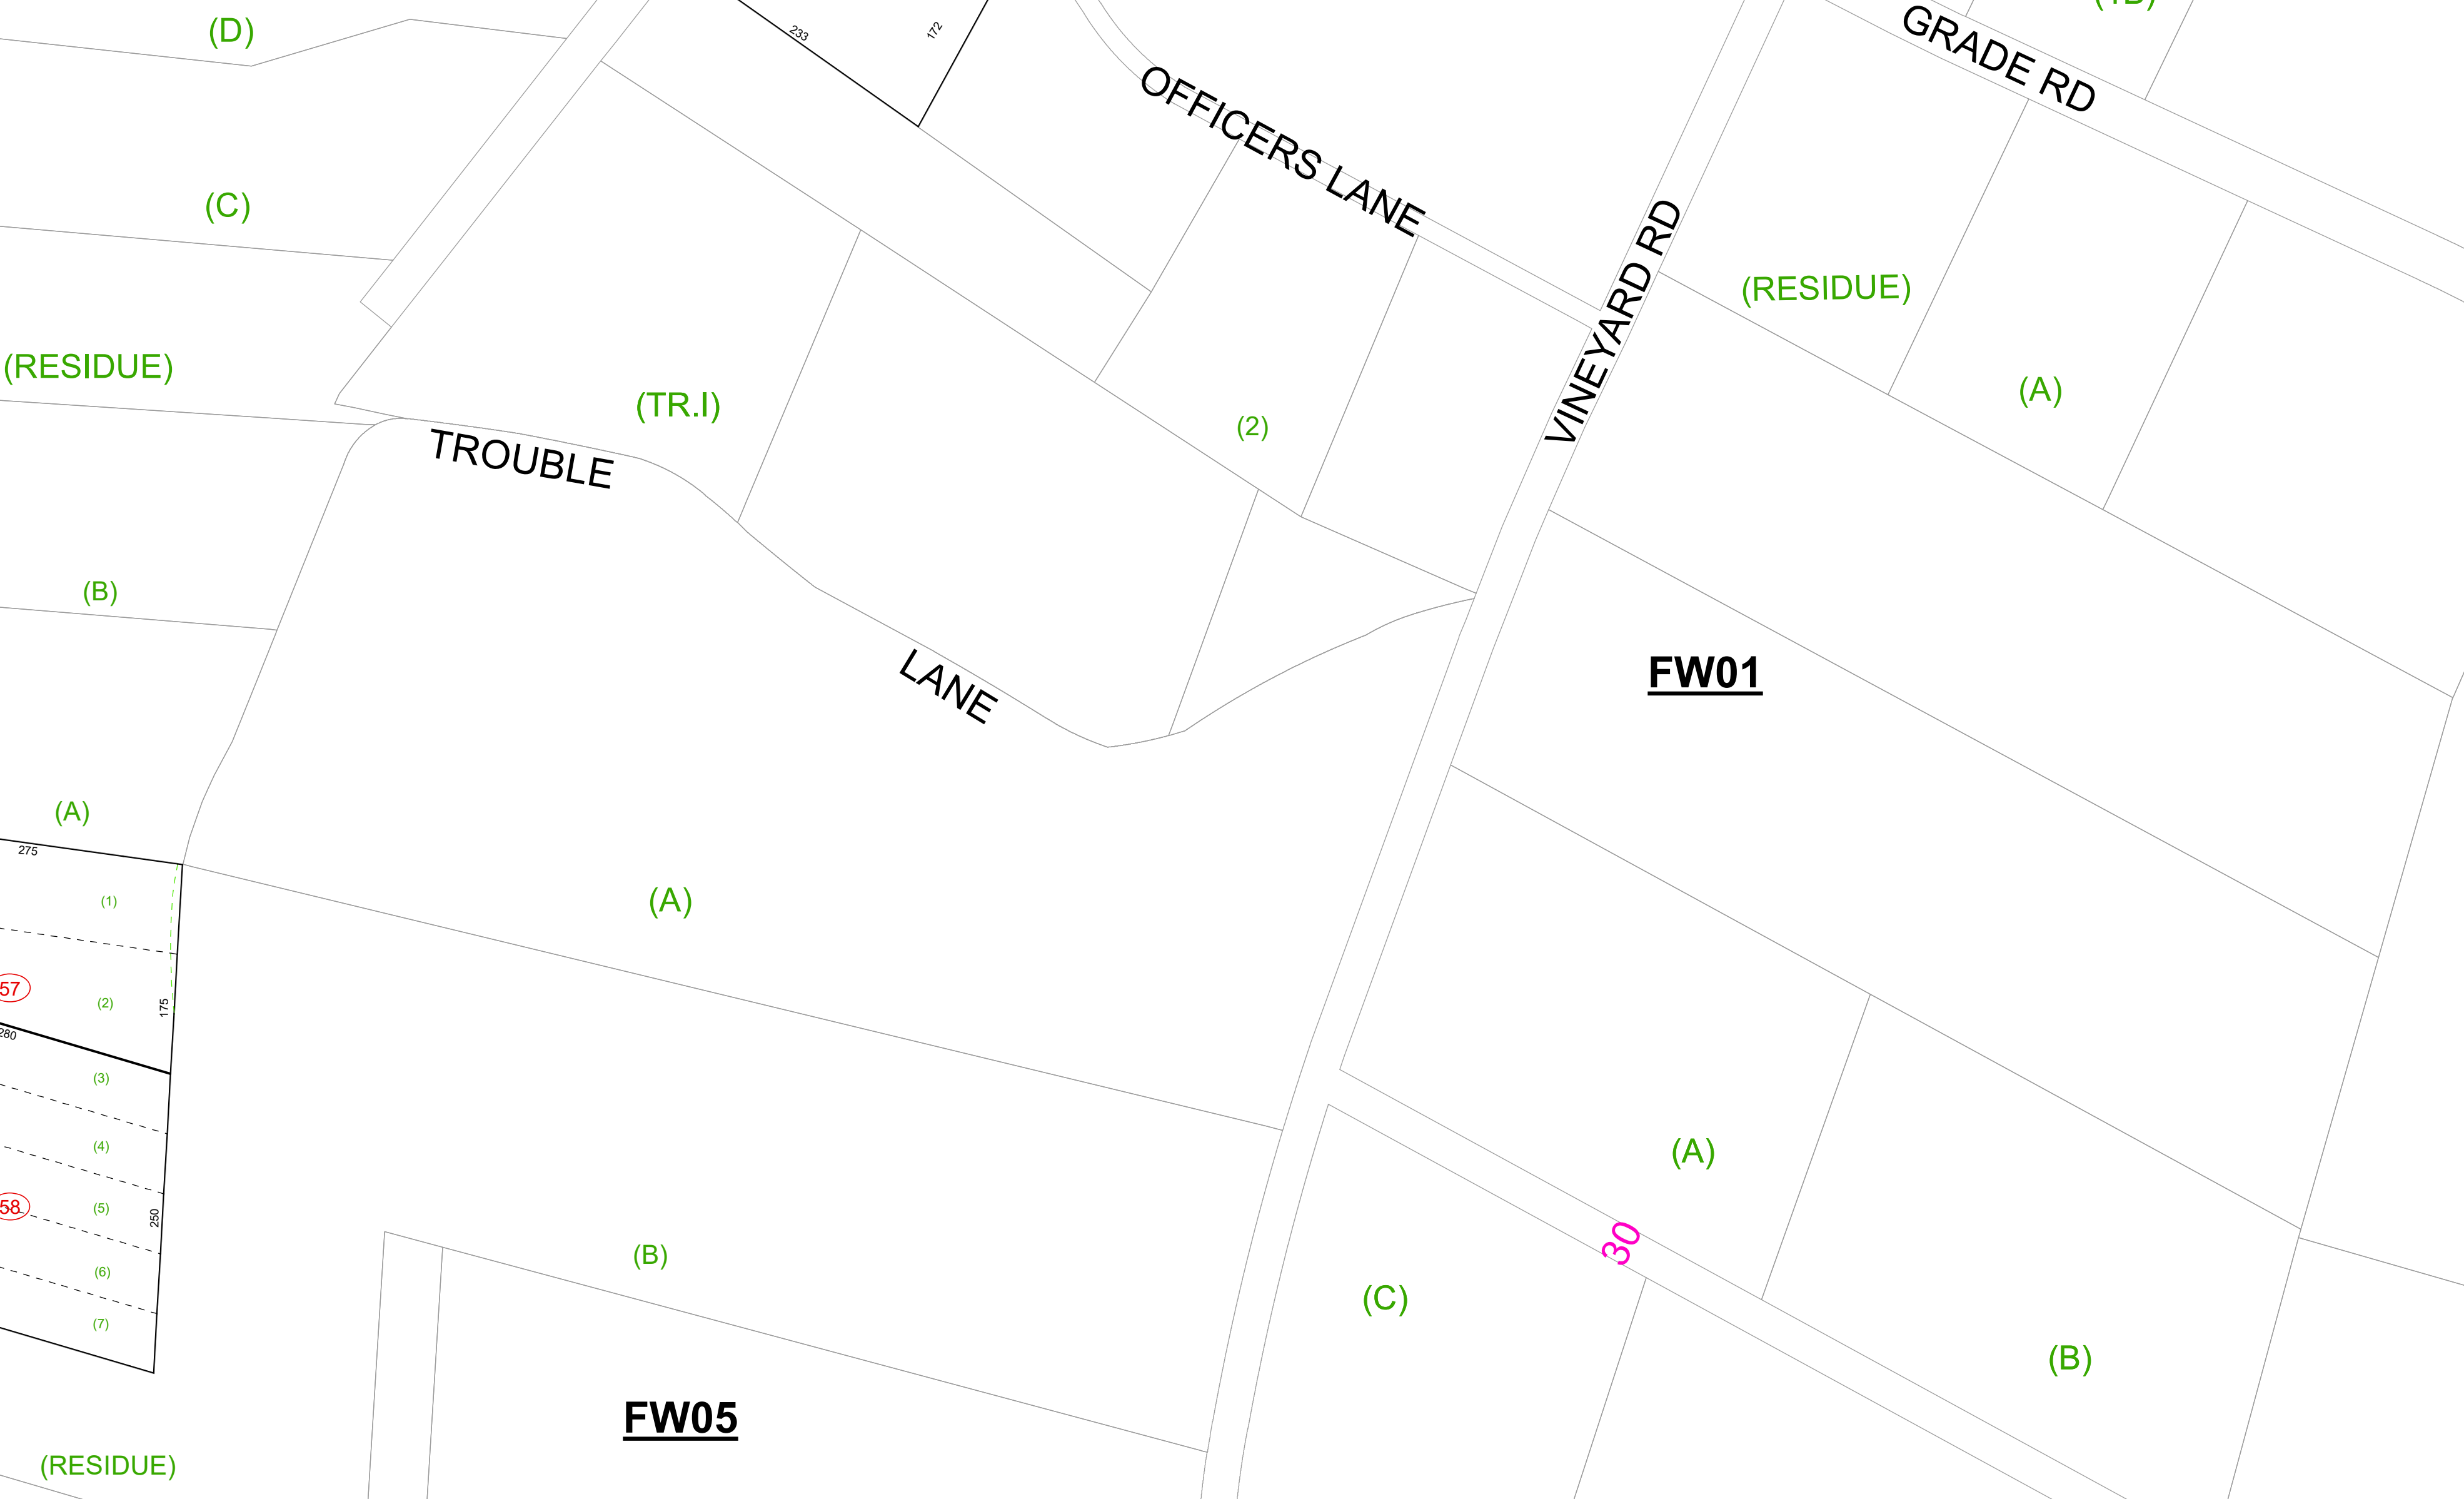 (D)
233
172
OFFICERS LANE
GRADE RD
(C)
VINEYARD RD
(RESIDUE)
(RESIDUE)
(A)
(TR.I)
(2)
TROUBLE
(B)
LANE
FW01
(A)
275
(1)
(A)
57
(2)
175
280
(3)
(4)
(A)
58
(5)
250
30
(B)
(6)
(C)
(7)
(B)
FW05
(RESIDUE)